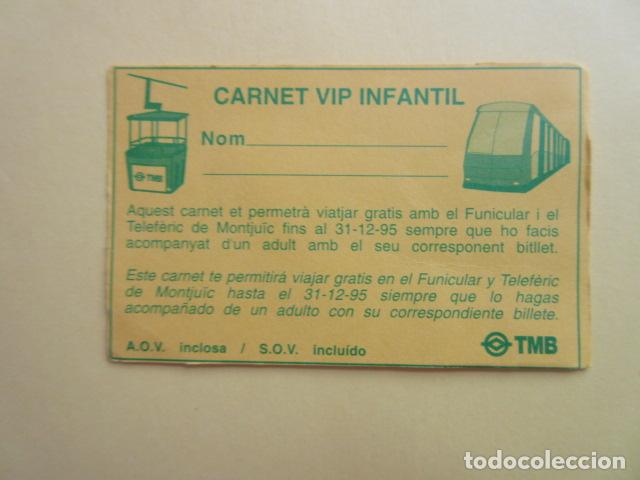 CARNET VIP INFANTIL
Nom
TMB
Aquest carnet et permetrà viatjar gratis amb el Funicular i el
Telefèric de Montjuïc fins al 31-12-95 sempre que ho facis
acompanyat d'un adult amb el seu corresponent bitllet.
Este carnet te permitirá viajar gratis en el Funicular y Telefèric
de Montjuïc hasta el 31-12-95 siempre que lo hagas
acompañado de un adulto con su correspondiente billete.
A.O.V. inclosa / S.O.V. incluído
TMB
todocoleccion.net